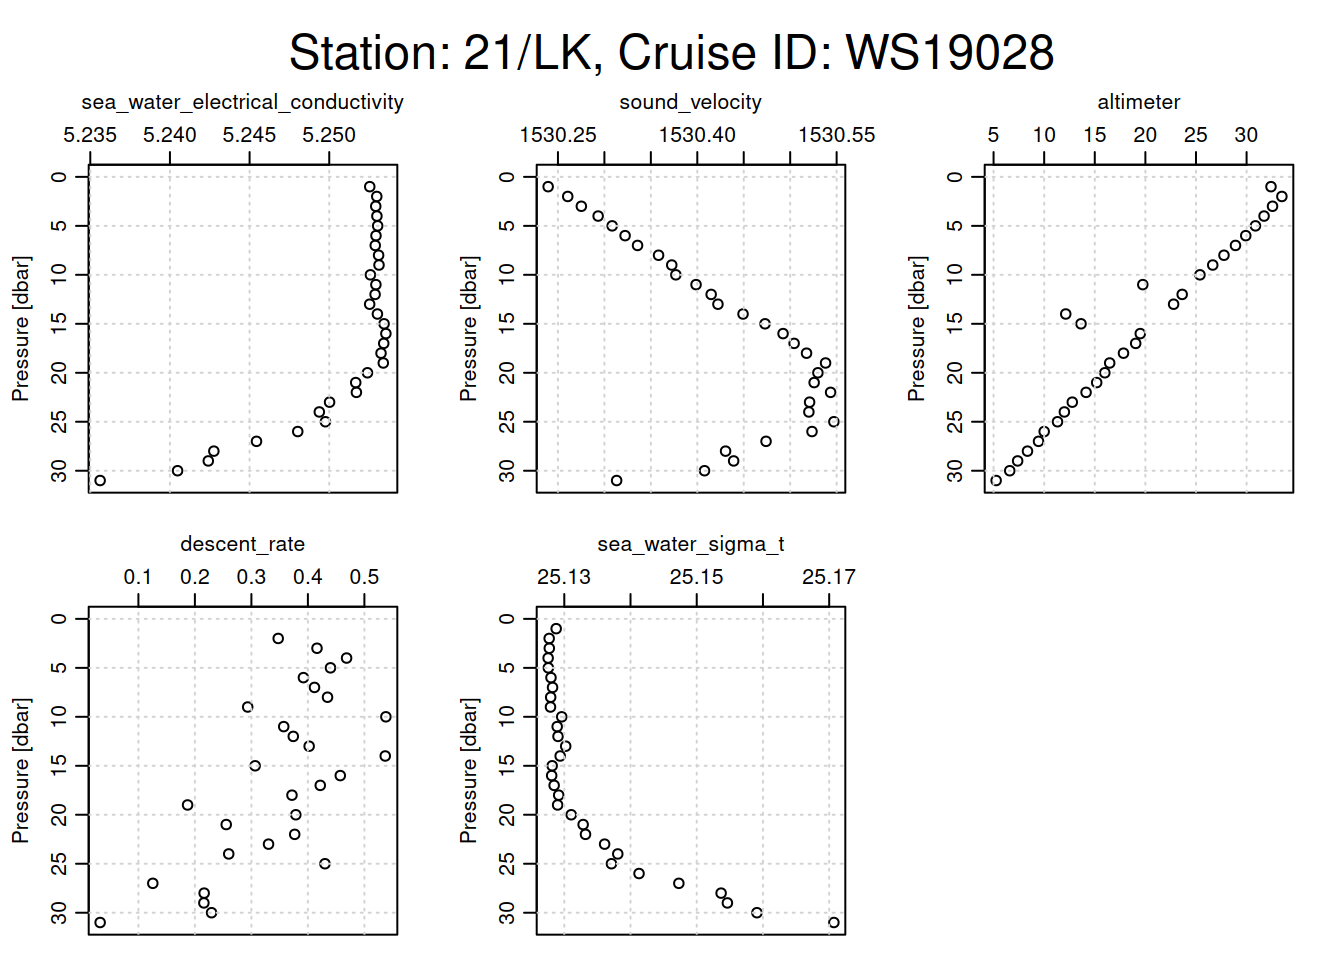 Station: 21/LK, Cruise ID: WS19028
sea_water_electrical_conductivity
5.235 5.240 5.245 5.250
Pressure [dbar]
0 5 10 15 20 25 30
sound_velocity
1530.25 1530.40 1530.55
Pressure [dbar]
0 5 10 15 20 25 30
altimeter
5 10 15 20 25 30
Pressure [dbar]
0 5 10 15 20 25 30
descent_rate
0.1 0.2 0.3 0.4 0.5
Pressure [dbar]
0 5 10 15 20 25 30
sea_water_sigma_t
25.13 25.15 25.17
Pressure [dbar]
0 5 10 15 20 25 30